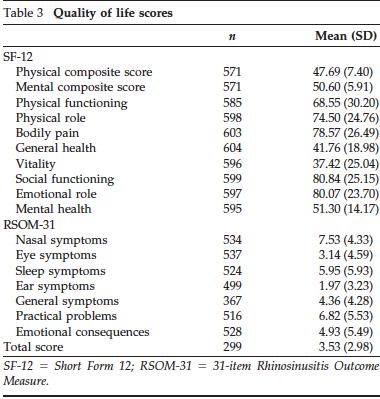 Table 3 Quality of life scores
n Mean (SD)
SF-12
Physical composite score 571 47.69 (7.40)
Mental composite score 571 50.60 (5.91)
Physical functioning 585 68.55 (30.20)
Physical role 598 74.50 (24.76)
Bodily pain 603 78.57 (26.49)
General health 604 41.76 (18.98)
Vitality 596 37.42 (25.04)
Social functioning 599 80.84 (25.15)
Emotional role 597 80.07 (23.70)
Mental health 595 51.30 (14.17)
RSOM-31
Nasal symptoms 534 7.53 (4.33)
Eye symptoms 537 3.14 (4.59)
Sleep symptoms 524 5.95 (5.93)
Ear symptoms 499 1.97 (3.23)
General symptoms 367 4.36 (4.28)
Practical problems 516 6.82 (5.53)
Emotional consequences 528 4.93 (5.49)
Total score 299 3.53 (2.98)
SF-12 = Short Form 12; RSOM-31 = 31-item Rhinosinusitis Outcome
Measure.